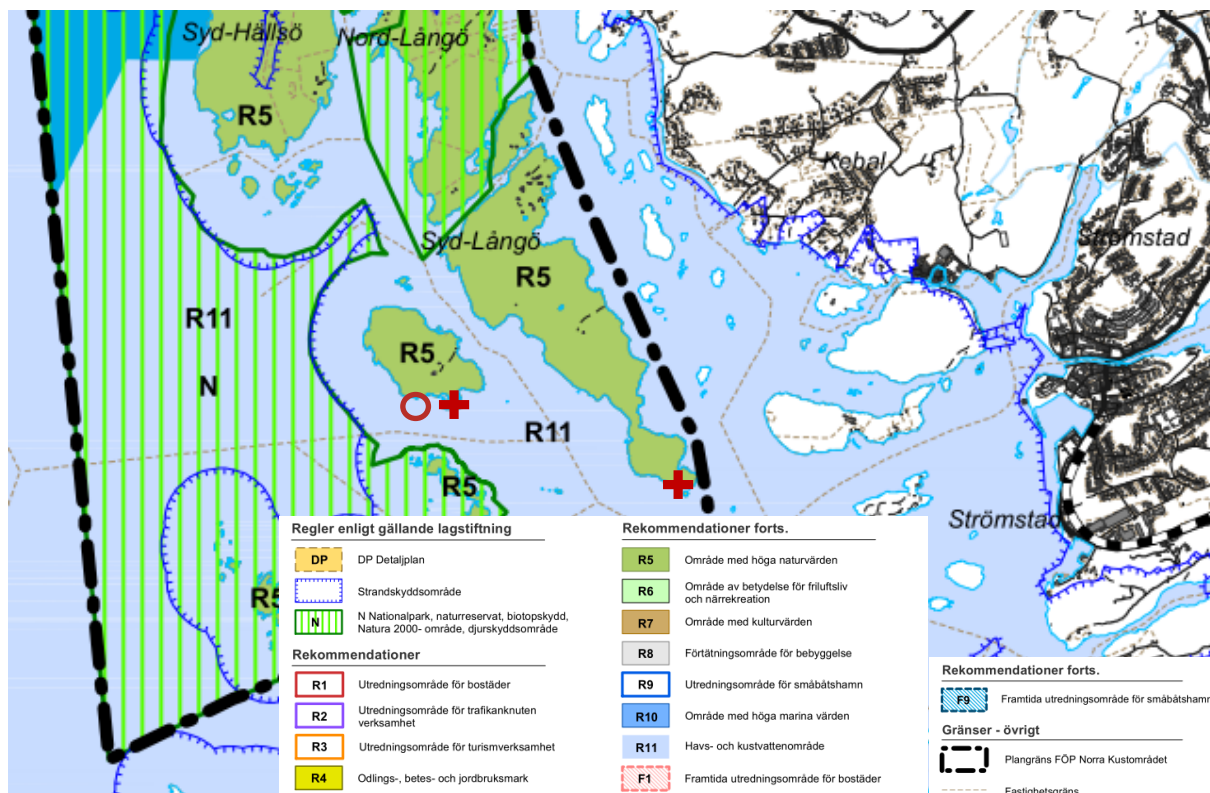 Syd-Hällsö
Nord-Långö
R5
Kebal
Syd-Långö
Strömstad
R5
R11
R5
N
R11
R5
Strömstad
R5
Regler enligt gällande lagstiftning
DP DP Detaljplan
Strandskyddsområde
N N Nationalpark, naturreservat, biotopskydd,
Natura 2000- område, djurskyddsområde
Rekommendationer
R1 Utredningsområde för bostäder
R2 Utredningsområde för trafikanknuten
verksamhet
R3 Utredningsområde för turismverksamhet
R4 Odlings-, betes- och jordbruksmark
Rekommendationer forts.
R5 Område med höga naturvärden
R6 Område av betydelse för friluftsliv
och närrekreation
R7 Område med kulturvärden
R8 Förtätningsområde för bebyggelse
R9 Utredningsområde för småbåtshamn
R10 Område med höga marina värden
R11 Havs- och kustvattenområde
F1 Framtida utredningsområde för bostäder
Rekommendationer forts.
F9 Framtida utredningsområde för småbåtshamn
Gränser - övrigt
Plangräns FÖP Norra Kustområdet
Fastighetsgräns